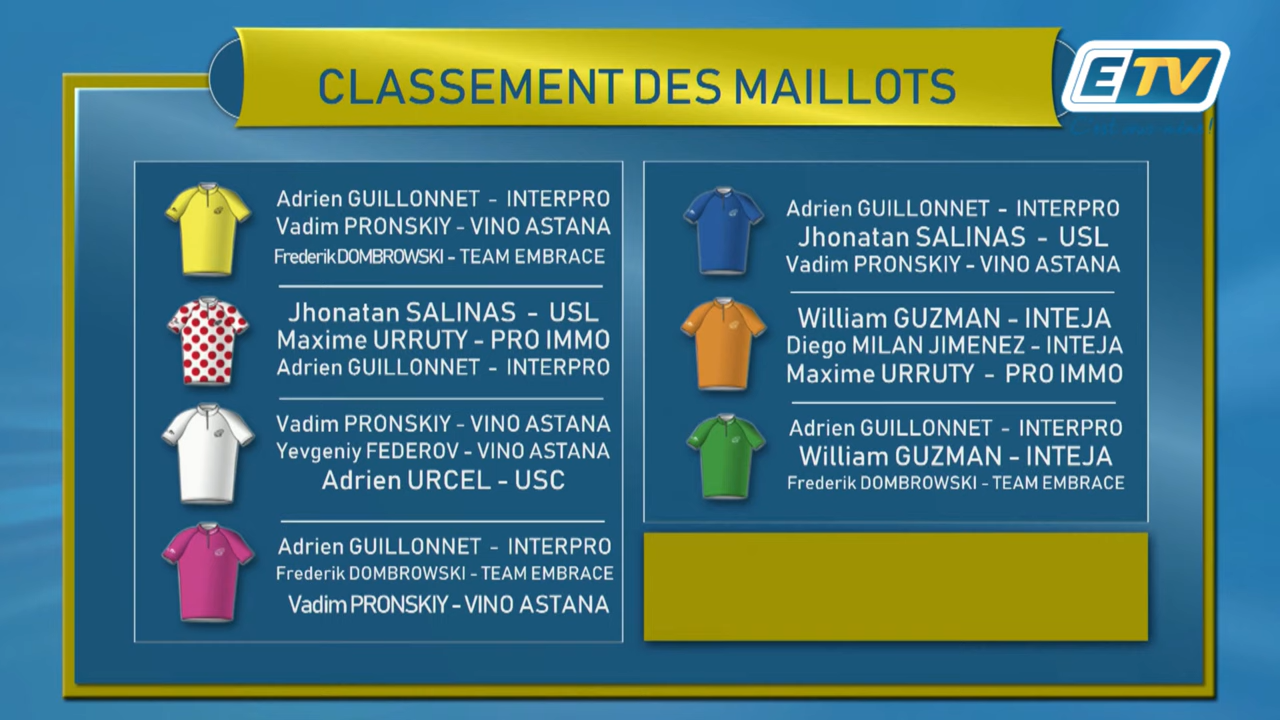 CLASSEMENT DES MAILLOTS
ETV
C'est vous nous !
Adrien GUILLONNET - INTERPRO
Vadim PRONSKIY - VINO ASTANA
Frederik DOMBROWSKI - TEAM EMBRACE
Jhonatan SALINAS - USL
Maxime URRUTY - PRO IMMO
Adrien GUILLONNET - INTERPRO
Vadim PRONSKIY - VINO ASTANA
Yevgeniy FEDEROV - VINO ASTANA
Adrien URCEL - USC
Adrien GUILLONNET - INTERPRO
Frederik DOMBROWSKI - TEAM EMBRACE
Vadim PRONSKIY - VINO ASTANA
Adrien GUILLONNET - INTERPRO
Jhonatan SALINAS - USL
Vadim PRONSKIY - VINO ASTANA
William GUZMAN - INTEJA
Diego MILAN JIMENEZ - INTEJA
Maxime URRUTY - PRO IMMO
Adrien GUILLONNET - INTERPRO
William GUZMAN - INTEJA
Frederik DOMBROWSKI - TEAM EMBRACE